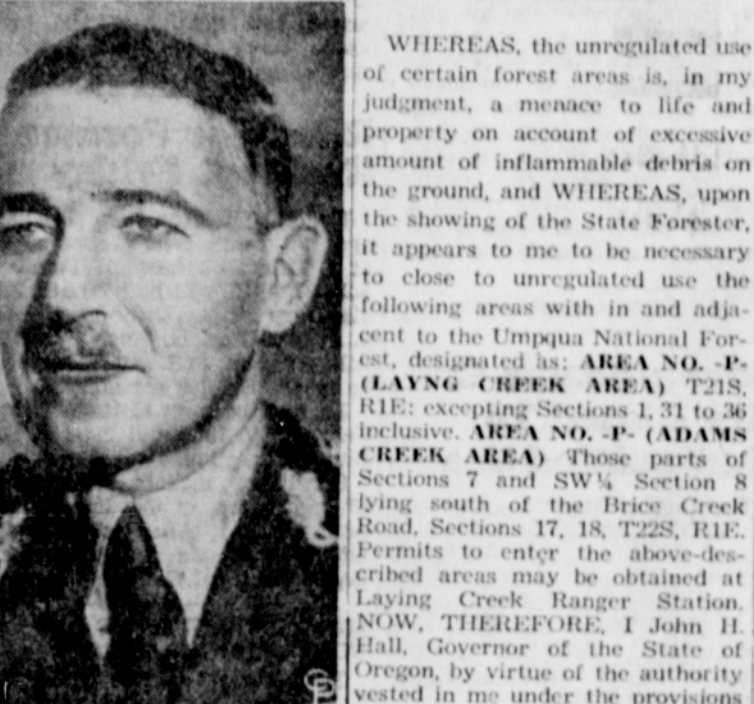 WHEREAS, the unregulated use
of certain forest areas is, in my
judgment, a menace to life and
property on account of excessive
amount of inflammable debris on
the ground, and WHEREAS, upon
the showing of the State Forester,
it appears to me to be necessary
to close to unregulated use the
following areas with in and adja-
cent to the Umpqua National For-
est, designated as: AREA NO. -P-
(LAYNG CREEK AREA) T21S,
R1E: excepting Sections 1, 31 to 36
inclusive. AREA NO. -P- (ADAMS
CREEK AREA) Those parts of
Sections 7 and SW¼ Section 8
lying south of the Brice Creek
Road, Sections 17, 18, T22S, R1E.
Permits to enter the above-des-
cribed areas may be obtained at
Laying Creek Ranger Station.
NOW, THEREFORE, I John H.
Hall, Governor of the State of
Oregon, by virtue of the authority
vested in me under the provisions
CP